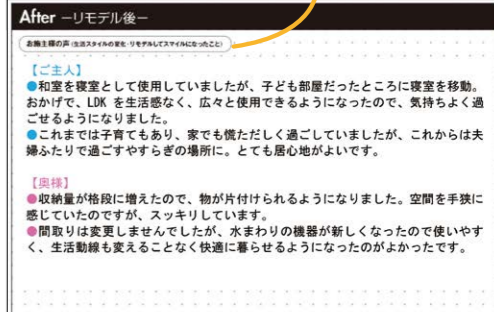 After －リモデル後－
お施主様の声（生活スタイルの変化・リモデルしてスマイルになったこと）
【ご主人】
●和室を寝室として使用していましたが、子ども部屋だったところに寝室を移動。
おかげで、LDK を生活感なく、広々と使用できるようになったので、気持ちよく過
ごせるようになりました。
●これまでは子育てもあり、家でも慌ただしく過ごしていましたが、これからは夫
婦ふたりで過ごすやすらぎの場所に。とても居心地がよいです。
【奥様】
●収納量が格段に増えたので、物が片付けられるようになりました。空間を手狭に
感じていたのですが、スッキリしています。
●間取りは変更しませんでしたが、水まわりの機器が新しくなったので使いやす
く、生活動線も変えることなく快適に暮らせるようになったのがよかったです。